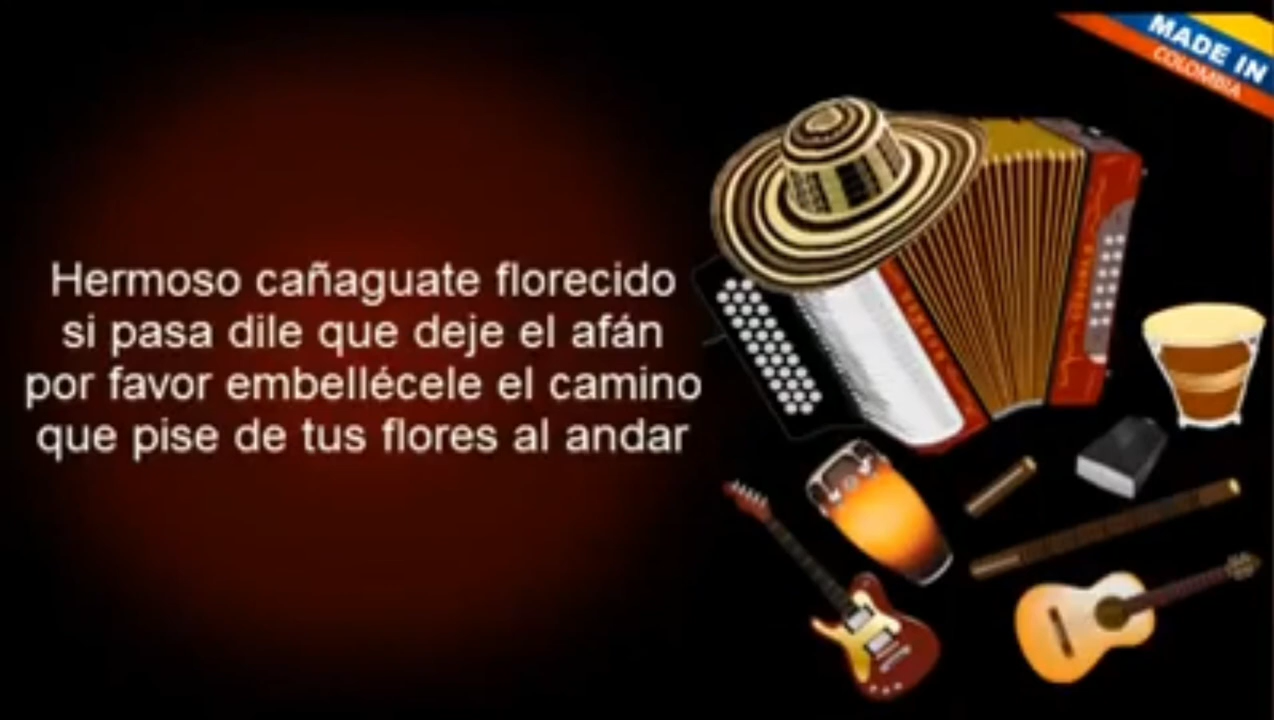 MADE IN
COLOMBIA
Hermoso cañaguate florecido
si pasa dile que deje el afán
por favor embellécele el camino
que pise de tus flores al andar